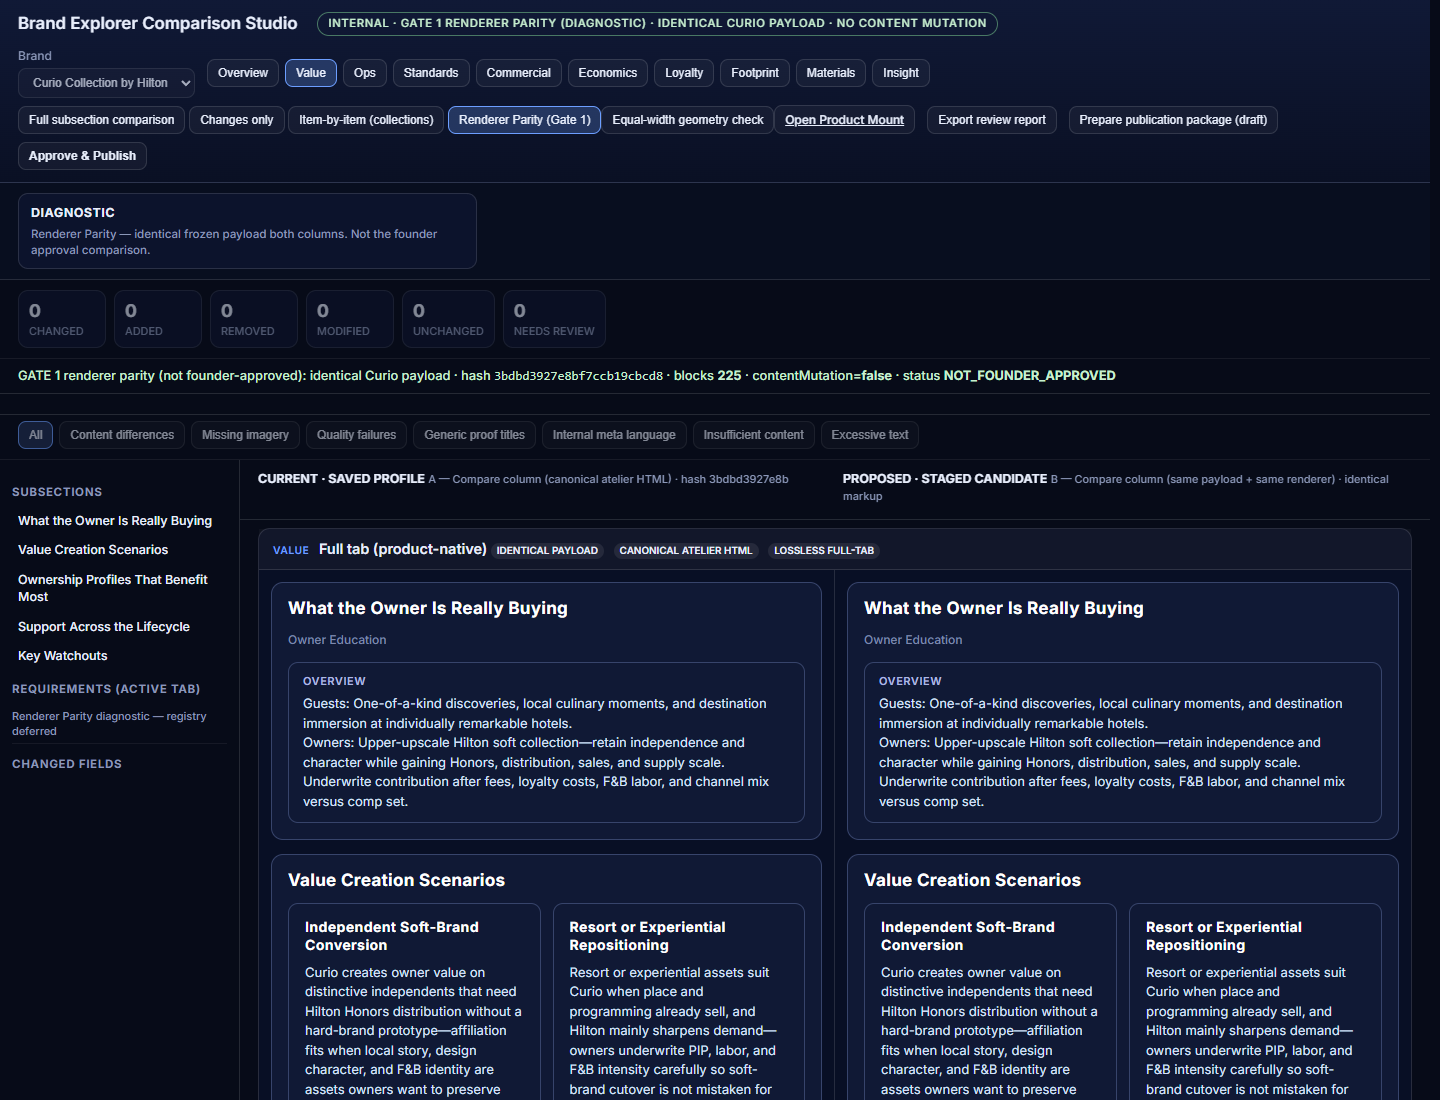 Brand Explorer Comparison Studio
INTERNAL · GATE 1 RENDERER PARITY (DIAGNOSTIC) · IDENTICAL CURIO PAYLOAD · NO CONTENT MUTATION
Brand
Curio Collection by Hilton
Overview
Value
Ops
Standards
Commercial
Economics
Loyalty
Footprint
Materials
Insight
Full subsection comparison
Changes only
Item-by-item (collections)
Renderer Parity (Gate 1)
Equal-width geometry check
Open Product Mount
Export review report
Prepare publication package (draft)
Approve & Publish
DIAGNOSTIC
Renderer Parity — identical frozen payload both columns. Not the founder
approval comparison.
0
CHANGED
0
ADDED
0
REMOVED
0
MODIFIED
0
UNCHANGED
0
NEEDS REVIEW
GATE 1 renderer parity (not founder-approved): identical Curio payload · hash 3bdbd3927e8bf7ccb19cbcd8 · blocks 225 · contentMutation=false · status NOT_FOUNDER_APPROVED
All
Content differences
Missing imagery
Quality failures
Generic proof titles
Internal meta language
Insufficient content
Excessive text
SUBSECTIONS
What the Owner Is Really Buying
Value Creation Scenarios
Ownership Profiles That Benefit
Most
Support Across the Lifecycle
Key Watchouts
REQUIREMENTS (ACTIVE TAB)
Renderer Parity diagnostic — registry
deferred
CHANGED FIELDS
CURRENT · SAVED PROFILE A — Compare column (canonical atelier HTML) · hash 3bdbd3927e8b
PROPOSED · STAGED CANDIDATE B — Compare column (same payload + same renderer) · identical
markup
VALUE Full tab (product-native) IDENTICAL PAYLOAD CANONICAL ATELIER HTML LOSSLESS FULL-TAB
What the Owner Is Really Buying
Owner Education
OVERVIEW
Guests: One-of-a-kind discoveries, local culinary moments, and destination
immersion at individually remarkable hotels.
Owners: Upper-upscale Hilton soft collection—retain independence and
character while gaining Honors, distribution, sales, and supply scale.
Underwrite contribution after fees, loyalty costs, F&B labor, and channel mix
versus comp set.
Value Creation Scenarios
Independent Soft-Brand
Conversion
Curio creates owner value on
distinctive independents that need
Hilton Honors distribution without a
hard-brand prototype—affiliation
fits when local story, design
character, and F&B identity are
assets owners want to preserve
Resort or Experiential
Repositioning
Resort or experiential assets suit
Curio when place and
programming already sell, and
Hilton mainly sharpens demand—
owners underwrite PIP, labor, and
F&B intensity carefully so soft-
brand cutover is not mistaken for
What the Owner Is Really Buying
Owner Education
OVERVIEW
Guests: One-of-a-kind discoveries, local culinary moments, and destination
immersion at individually remarkable hotels.
Owners: Upper-upscale Hilton soft collection—retain independence and
character while gaining Honors, distribution, sales, and supply scale.
Underwrite contribution after fees, loyalty costs, F&B labor, and channel mix
versus comp set.
Value Creation Scenarios
Independent Soft-Brand
Conversion
Curio creates owner value on
distinctive independents that need
Hilton Honors distribution without a
hard-brand prototype—affiliation
fits when local story, design
character, and F&B identity are
assets owners want to preserve
Resort or Experiential
Repositioning
Resort or experiential assets suit
Curio when place and
programming already sell, and
Hilton mainly sharpens demand—
owners underwrite PIP, labor, and
F&B intensity carefully so soft-
brand cutover is not mistaken for